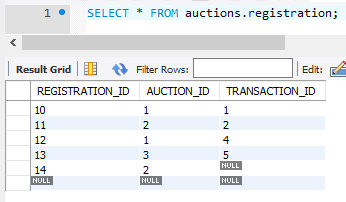 1 SELECT * FROM auctions.registration;
Result Grid Filter Rows: Edit:
REGISTRATION_ID AUCTION_ID TRANSACTION_ID
10 1 1
11 2 2
12 1 4
13 3 5
14 2 NULL
NULL NULL NULL